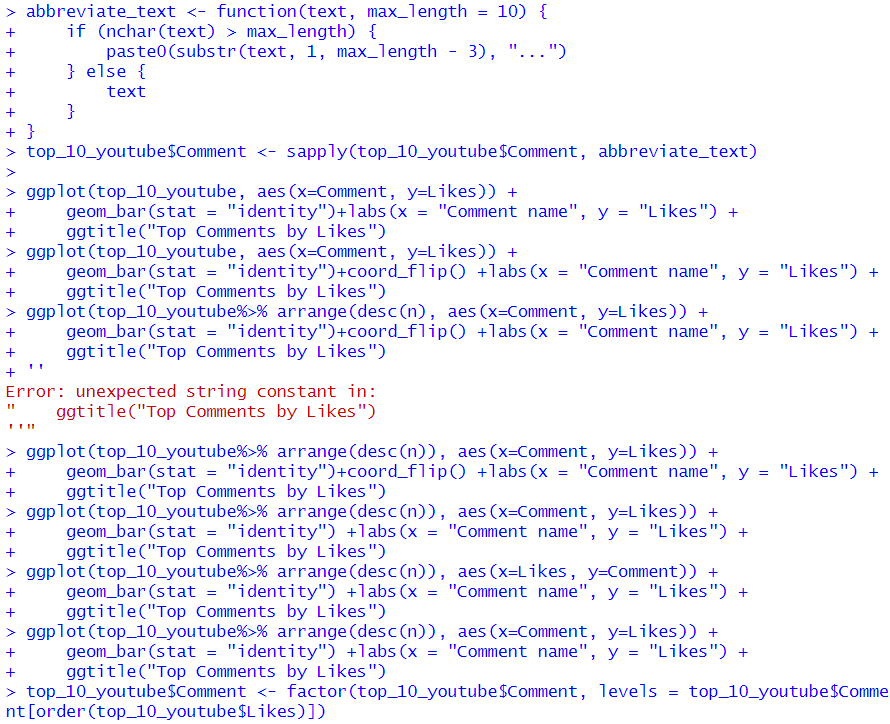 > abbreviate_text <- function(text, max_length = 10) {
+     if (nchar(text) > max_length) {
+         paste0(substr(text, 1, max_length - 3), "...")
+     } else {
+         text
+     }
+ }
> top_10_youtube$Comment <- sapply(top_10_youtube$Comment, abbreviate_text)
>
> ggplot(top_10_youtube, aes(x=Comment, y=Likes)) +
+     geom_bar(stat = "identity")+labs(x = "Comment name", y = "Likes") +
+     ggtitle("Top Comments by Likes")
> ggplot(top_10_youtube, aes(x=Comment, y=Likes)) +
+     geom_bar(stat = "identity")+coord_flip() +labs(x = "Comment name", y = "Likes") +
+     ggtitle("Top Comments by Likes")
> ggplot(top_10_youtube%>% arrange(desc(n), aes(x=Comment, y=Likes)) +
+     geom_bar(stat = "identity")+coord_flip() +labs(x = "Comment name", y = "Likes") +
+     ggtitle("Top Comments by Likes")
+ ''
Error: unexpected string constant in:
"    ggtitle("Top Comments by Likes")
''"
> ggplot(top_10_youtube%>% arrange(desc(n)), aes(x=Comment, y=Likes)) +
+     geom_bar(stat = "identity")+coord_flip() +labs(x = "Comment name", y = "Likes") +
+     ggtitle("Top Comments by Likes")
> ggplot(top_10_youtube%>% arrange(desc(n)), aes(x=Comment, y=Likes)) +
+     geom_bar(stat = "identity") +labs(x = "Comment name", y = "Likes") +
+     ggtitle("Top Comments by Likes")
> ggplot(top_10_youtube%>% arrange(desc(n)), aes(x=Likes, y=Comment)) +
+     geom_bar(stat = "identity") +labs(x = "Comment name", y = "Likes") +
+     ggtitle("Top Comments by Likes")
> ggplot(top_10_youtube%>% arrange(desc(n)), aes(x=Comment, y=Likes)) +
+     geom_bar(stat = "identity") +labs(x = "Comment name", y = "Likes") +
+     ggtitle("Top Comments by Likes")
> top_10_youtube$Comment <- factor(top_10_youtube$Comment, levels = top_10_youtube$Comme
nt[order(top_10_youtube$Likes)])